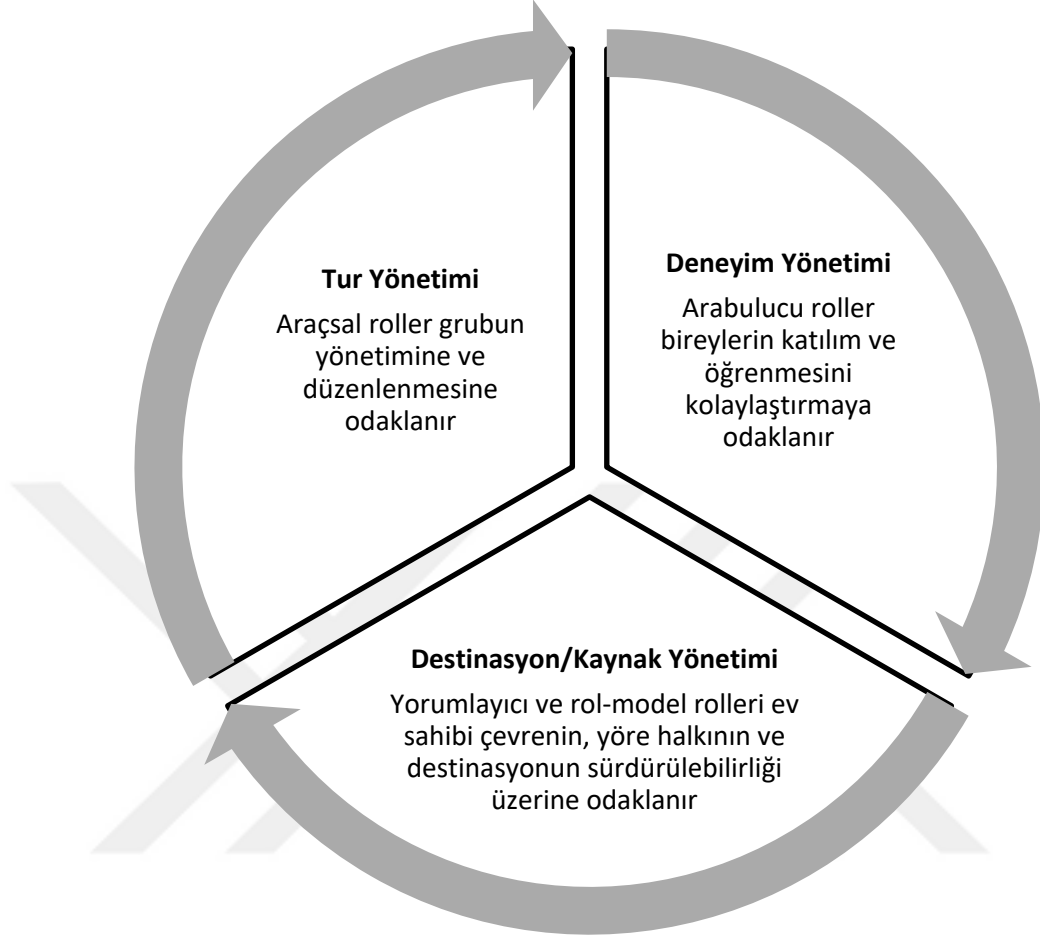 Tur Yönetimi
Araçsal roller grubun
yönetimine ve
düzenlenmesine
odaklanır
Deneyim Yönetimi
Arabulucu roller
bireylerin katılım ve
öğrenmesini
kolaylaştırmaya
odaklanır
Destinasyon/Kaynak Yönetimi
Yorumlayıcı ve rol-model rolleri ev
sahibi çevrenin, yöre halkının ve
destinasyonun sürdürülebilirliği
üzerine odaklanır